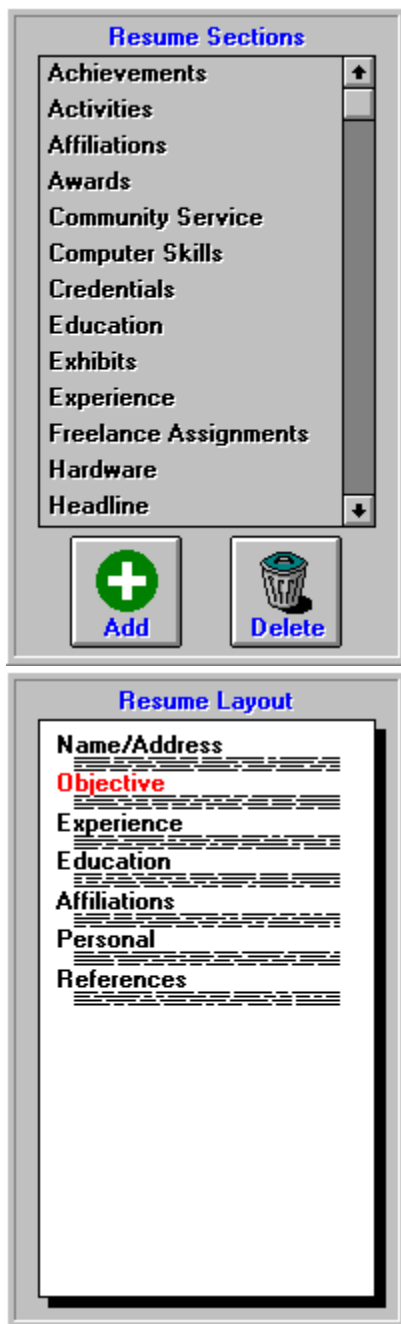 Resume Sections
Achievements
Activities
Affiliations
Awards
Community Service
Computer Skills
Credentials
Education
Exhibits
Experience
Freelance Assignments
Hardware
Headline
Add
Delete
Resume Layout
Name/Address
Objective
Experience
Education
Affiliations
Personal
References